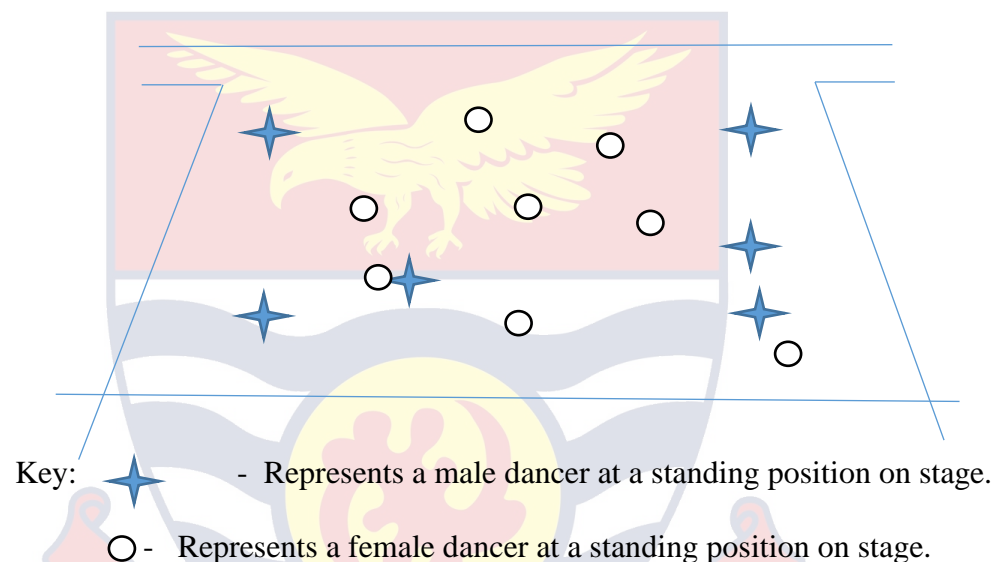 Key: - Represents a male dancer at a standing position on stage.
- Represents a female dancer at a standing position on stage.